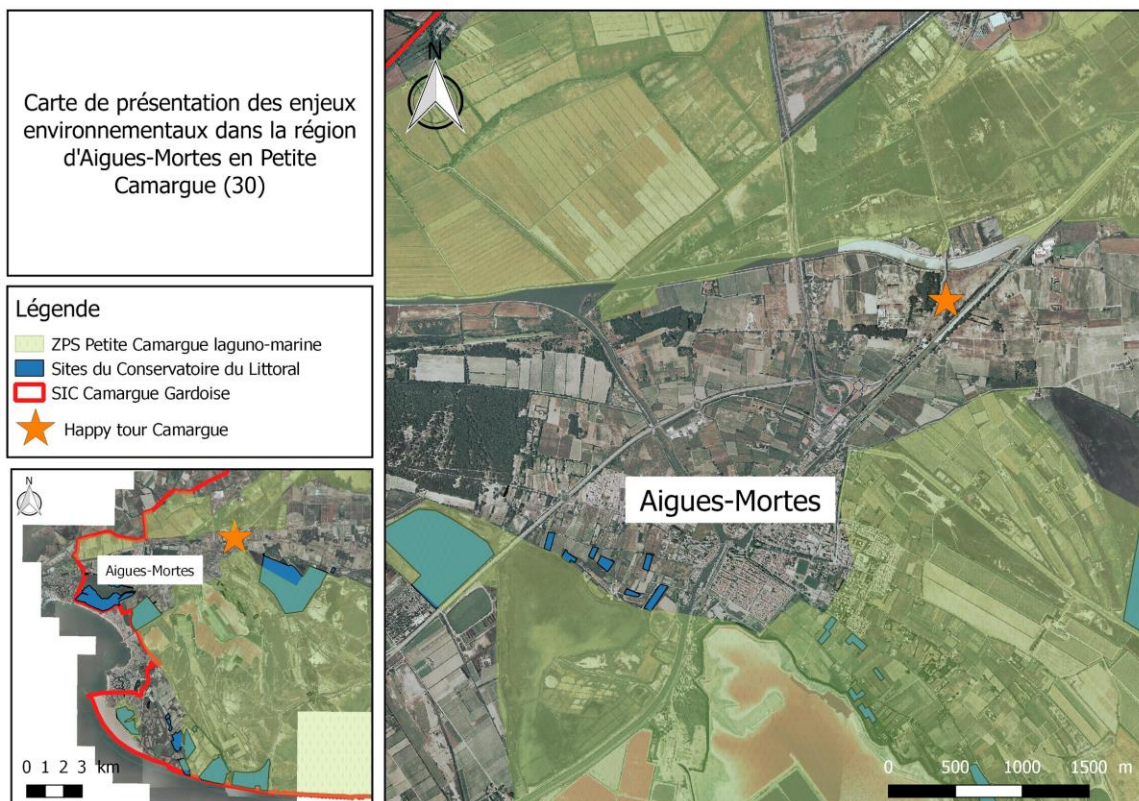 Carte de présentation des enjeux
environnementaux dans la région
d'Aigues-Mortes en Petite
Camargue (30)
Légende
ZPS Petite Camargue laguno-marine
Sites du Conservatoire du Littoral
SIC Camargue Gardoise
Happy tour Camargue
N
Aigues-Mortes
0 1 2 3 km
N
Aigues-Mortes
0 500 1000 1500 m